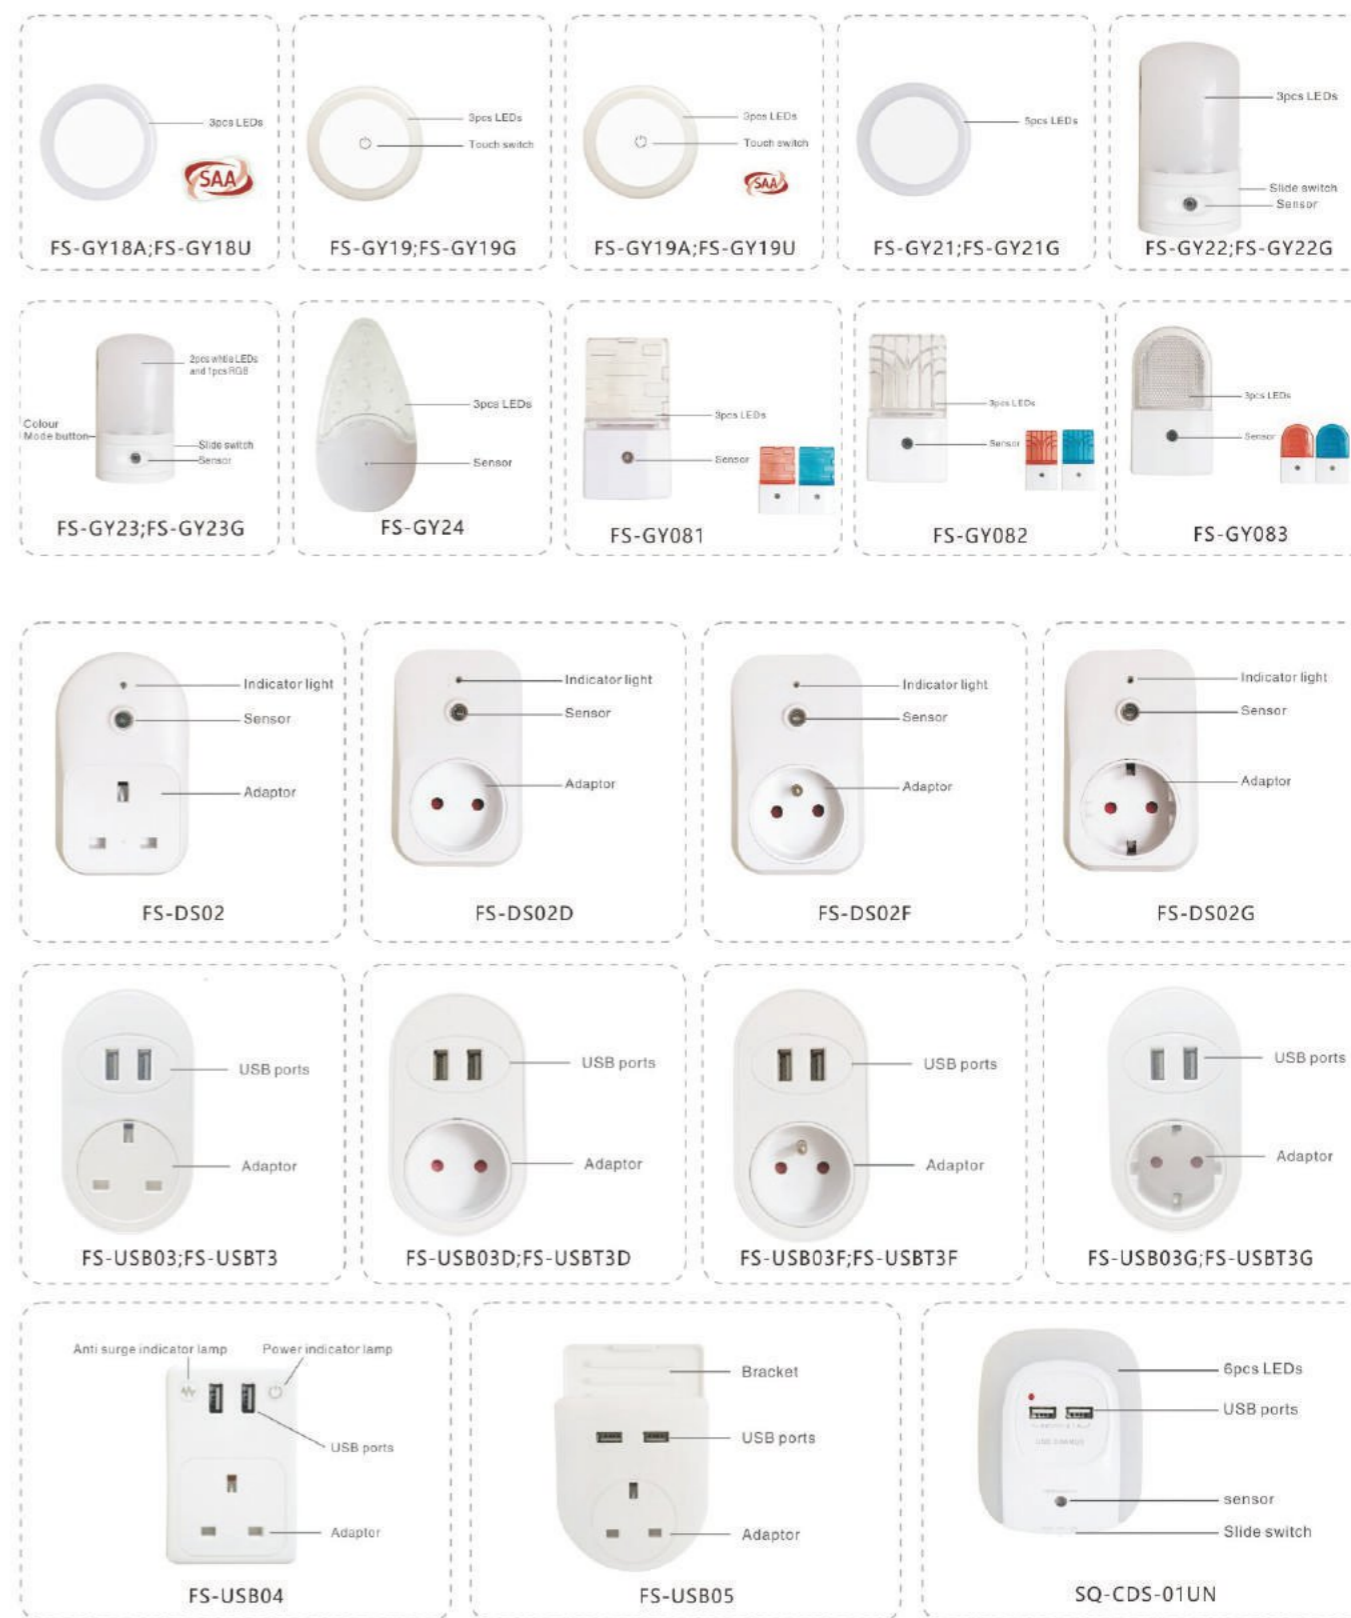 3pcs LEDs
SAA
FS-GY18A;FS-GY18U
3pcs LEDs
Touch switch
FS-GY19;FS-GY19G
3pcs LEDs
Touch switch
SAA
FS-GY19A;FS-GY19U
5pcs LEDs
FS-GY21;FS-GY21G
3pcs LEDs
Slide switch
Sensor
FS-GY22;FS-GY22G
2pcs white LEDs
and 1pcs RGB
Colour
Mode button
Slide switch
Sensor
FS-GY23;FS-GY23G
3pcs LEDs
Sensor
FS-GY24
3pcs LEDs
Sensor
FS-GY081
3pcs LEDs
Sensor
FS-GY082
3pcs LEDs
Sensor
FS-GY083
Indicator light
Sensor
Adaptor
FS-DS02
Indicator light
Sensor
Adaptor
FS-DS02D
Indicator light
Sensor
Adaptor
FS-DS02F
Indicator light
Sensor
Adaptor
FS-DS02G
USB ports
Adaptor
FS-USB03;FS-USBT3
USB ports
Adaptor
FS-USB03D;FS-USBT3D
USB ports
Adaptor
FS-USB03F;FS-USBT3F
USB ports
Adaptor
FS-USB03G;FS-USBT3G
Anti surge indicator lamp
Power indicator lamp
USB ports
Adaptor
FS-USB04
Bracket
USB ports
Adaptor
FS-USB05
6pcs LEDs
USB ports
sensor
Slide switch
SQ-CDS-01UN